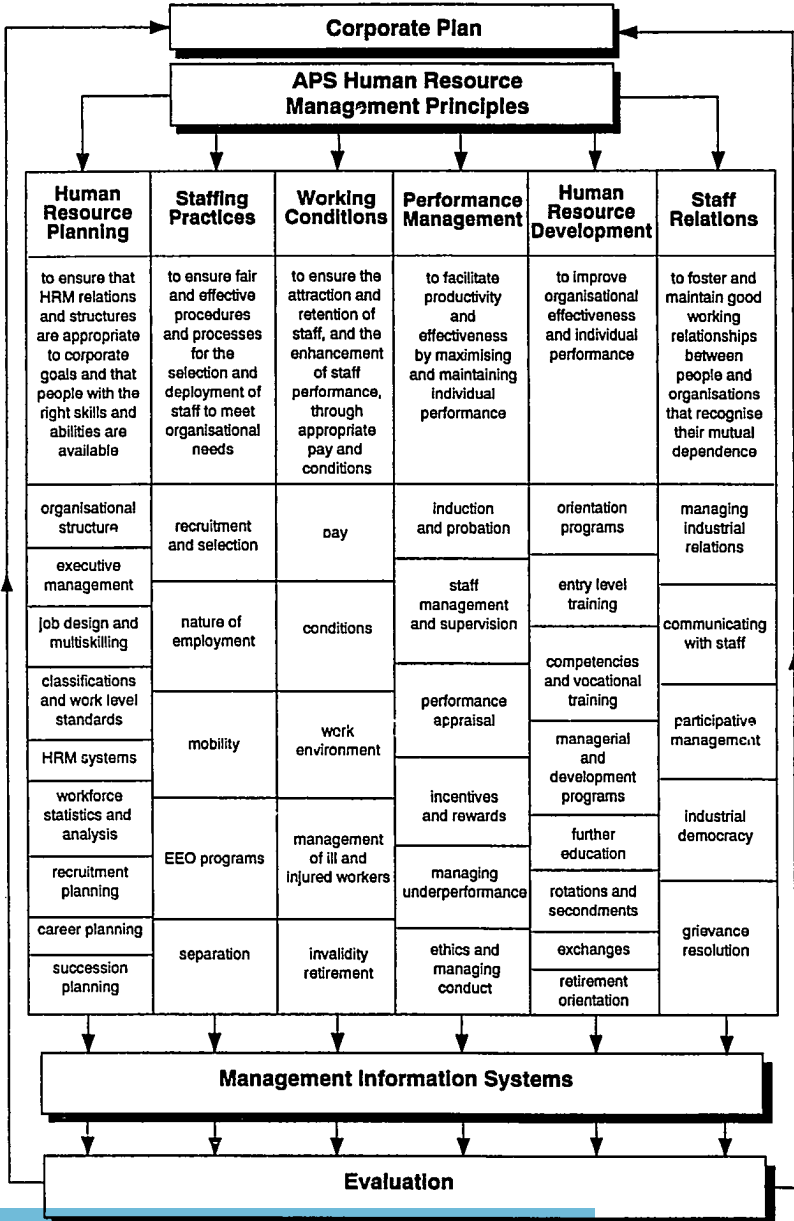 Corporate Plan
APS Human Resource
Management Principles
Human
Resource
Planning
to ensure that
HRM relations
and structures
are appropriate
to corporate
goals and that
people with the
right skills and
abilities are
available
organisational
structure
executive
management
job design and
multiskilling
classifications
and work level
standards
HRM systems
workforce
statistics and
analysis
recruitment
planning
career planning
succession
planning
Staffing
Practices
to ensure fair
and effective
procedures
and processes
for the
selection and
deployment of
staff to meet
organisational
needs
recruitment
and selection
nature of
employment
mobility
EEO programs
separation
Working
Conditions
to ensure the
attraction and
retention of
staff, and the
enhancement
of staff
performance,
through
appropriate
pay and
conditions
pay
conditions
work
environment
management
of ill and
injured workers
invalidity
retirement
Performance
Management
to facilitate
productivity
and
effectiveness
by maximising
and maintaining
individual
performance
induction
and probation
staff
management
and supervision
performance
appraisal
incentives
and rewards
managing
underperformance
ethics and
managing
conduct
Human
Resource
Development
to improve
organisational
effectiveness
and individual
performance
orientation
programs
entry level
training
competencies
and vocational
training
managerial
and
development
programs
further
education
rotations and
secondments
exchanges
retirement
orientation
Staff
Relations
to foster and
maintain good
working
relationships
between
people and
organisations
that recognise
their mutual
dependence
managing
industrial
relations
communicating
with staff
participative
management
industrial
democracy
grievance
resolution
Management Information Systems
Evaluation